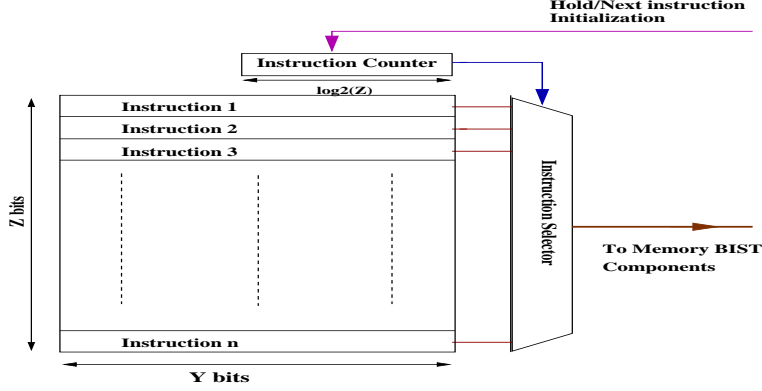 Hold/Next instruction
Initialization
Instruction Counter
log2(Z)
Instruction 1
Instruction 2
Instruction 3
Z bits
Instruction Selector
To Memory BIST
Components
Instruction n
Y bits